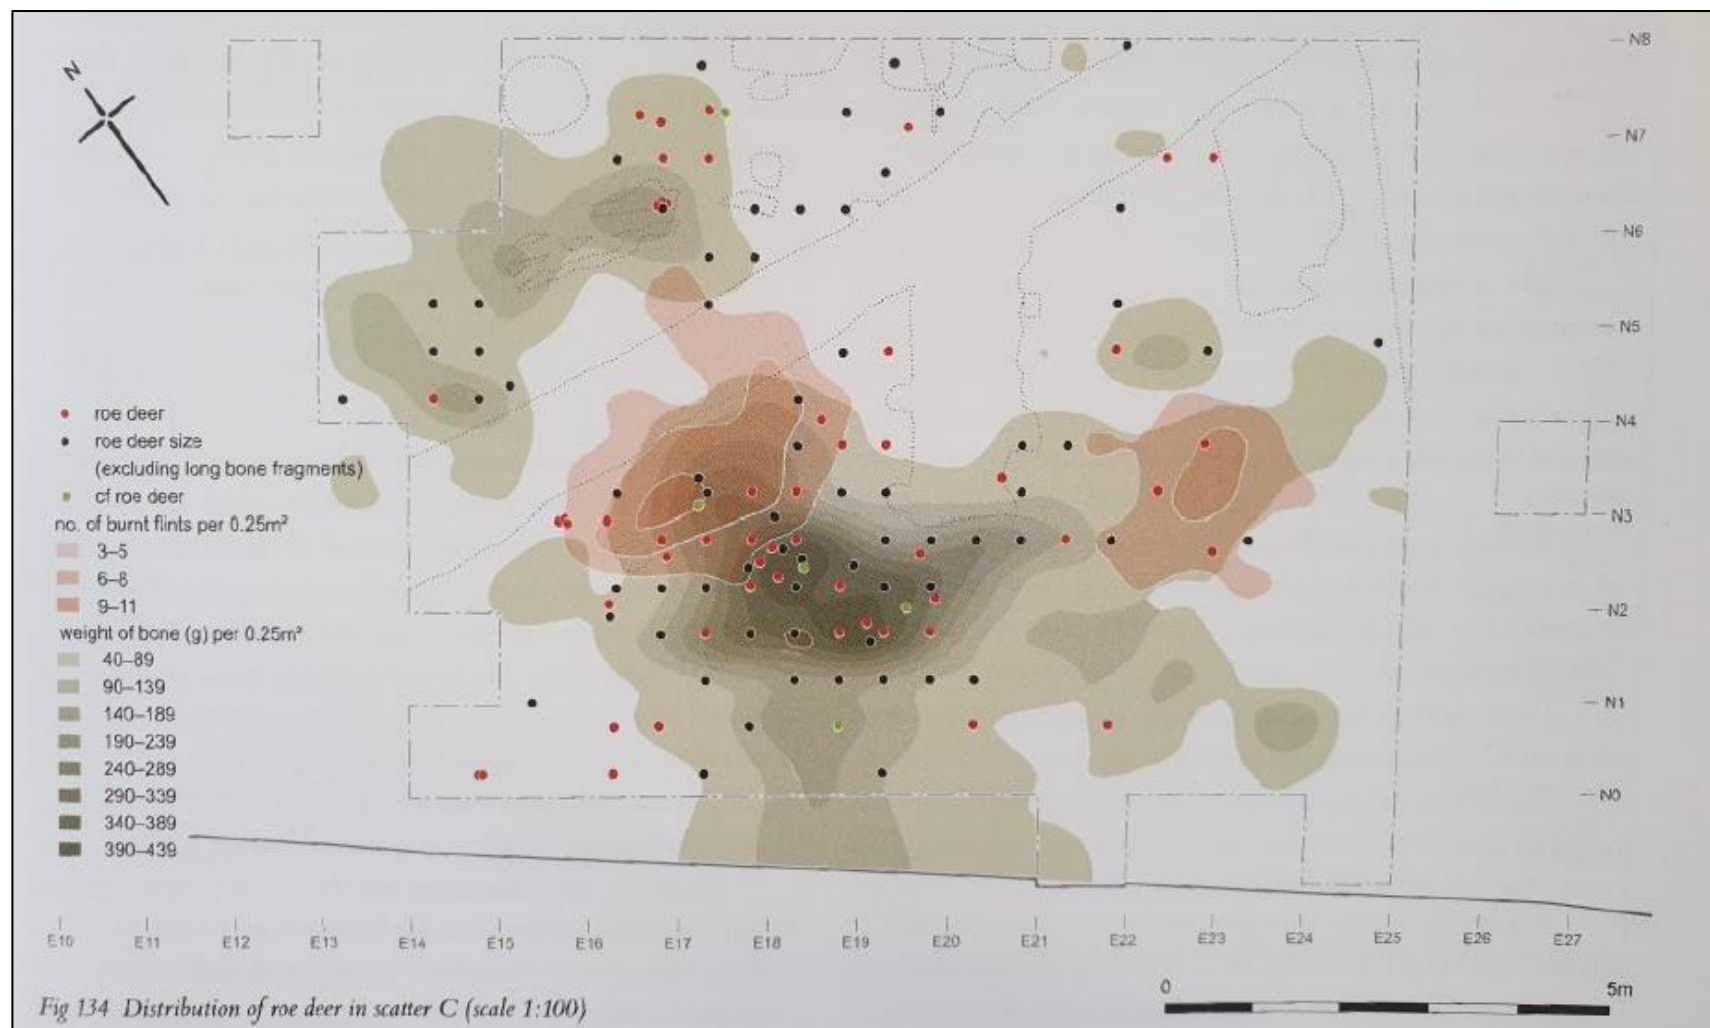 N
N8
N7
N6
N5
N4
N3
N2
N1
N0
roe deer
roe deer size
(excluding long bone fragments)
cf roe deer
no. of burnt flints per 0.25m²
3–5
6–8
9–11
weight of bone (g) per 0.25m²
40–89
90–139
140–189
190–239
240–289
290–339
340–389
390–439
E10 E11 E12 E13 E14 E15 E16 E17 E18 E19 E20 E21 E22 E23 E24 E25 E26 E27
0 5m
Fig 134 Distribution of roe deer in scatter C (scale 1:100)